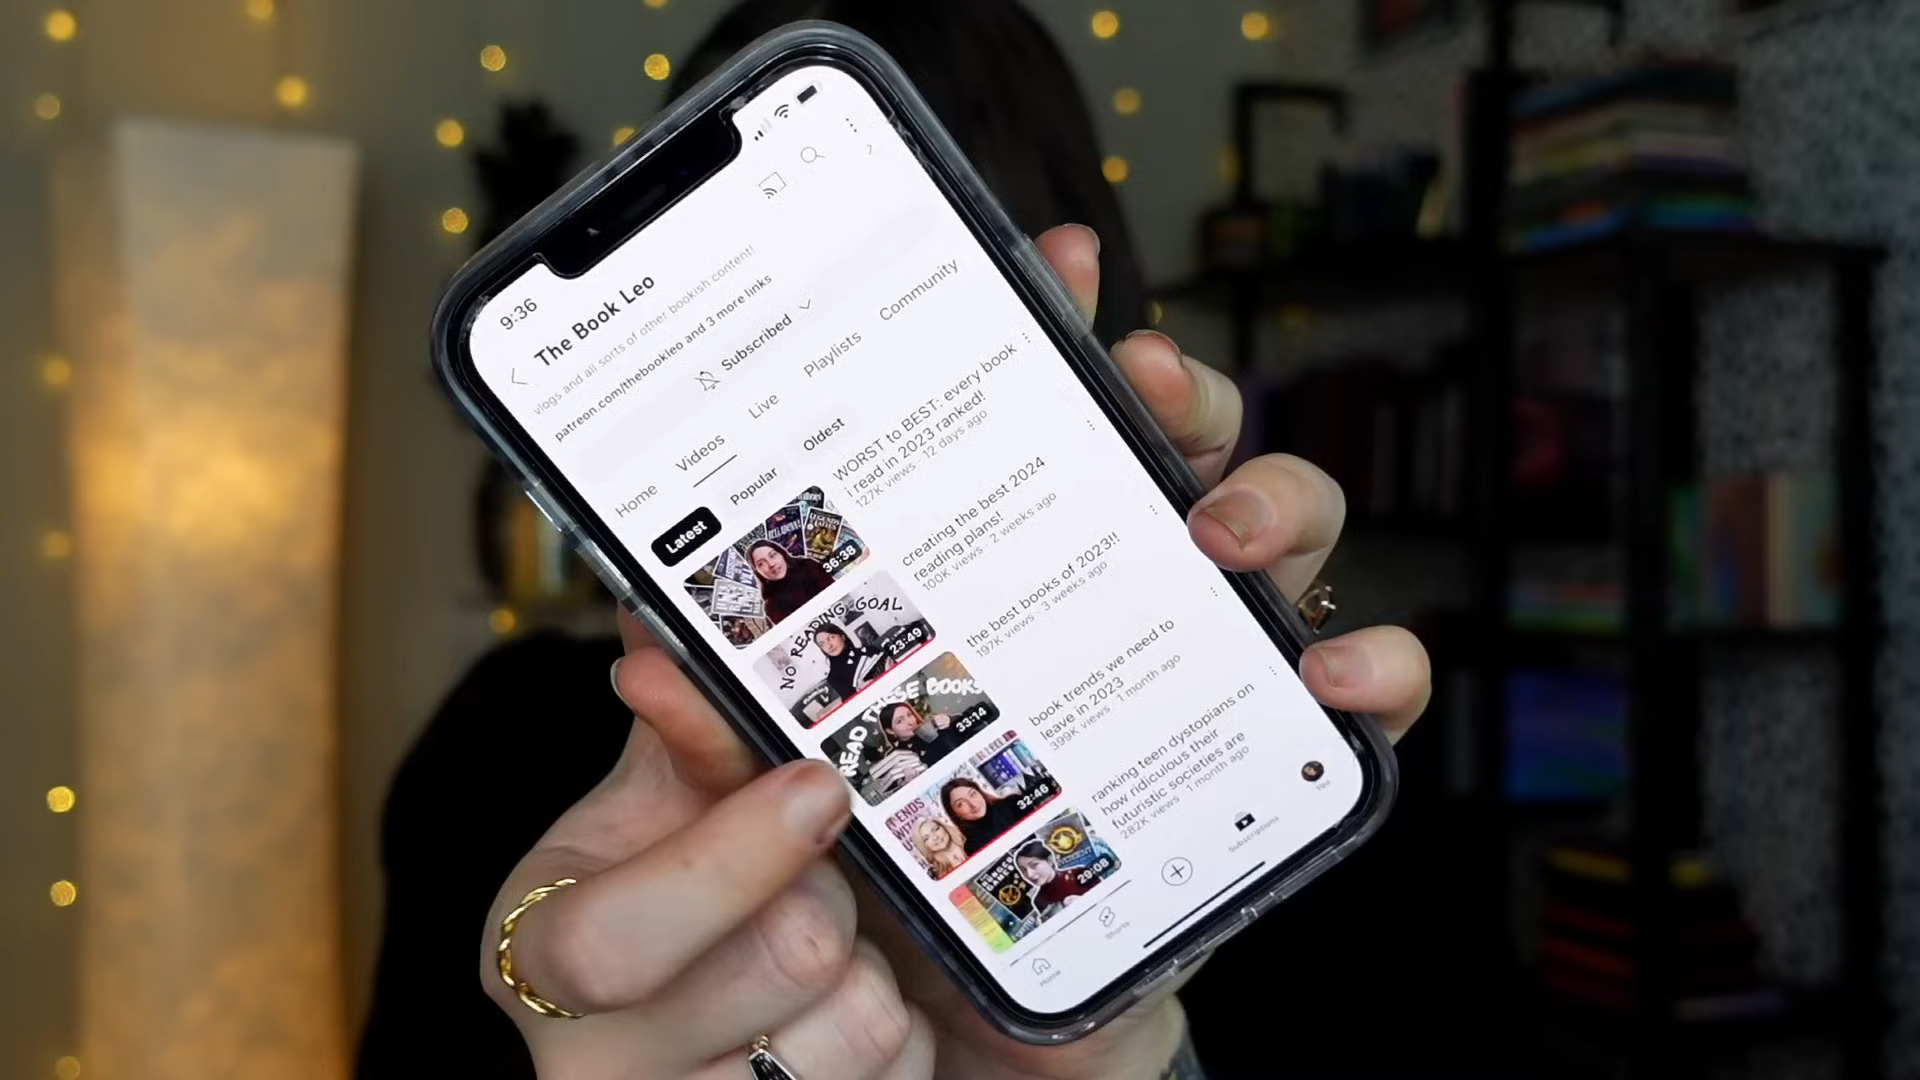 9:36
The Book Leo
vlogs and all sorts of other bookish content!
patreon.com/thebookleo and 3 more links
Subscribed
Home
Videos
Live
Playlists
Community
Latest
Popular
Oldest
36:38
WORST to BEST: every book
i read in 2023 ranked!
127K views · 12 days ago
NO READING GOAL
23:49
creating the best 2024
reading plans!
100K views · 2 weeks ago
READ THESE BOOKS
33:14
the best books of 2023!!
197K views · 3 weeks ago
32:46
book trends we need to
leave in 2023
399K views · 1 month ago
29:08
ranking teen dystopians on
how ridiculous their
futuristic societies are
282K views · 1 month ago
Home
Shorts
Subscriptions
You